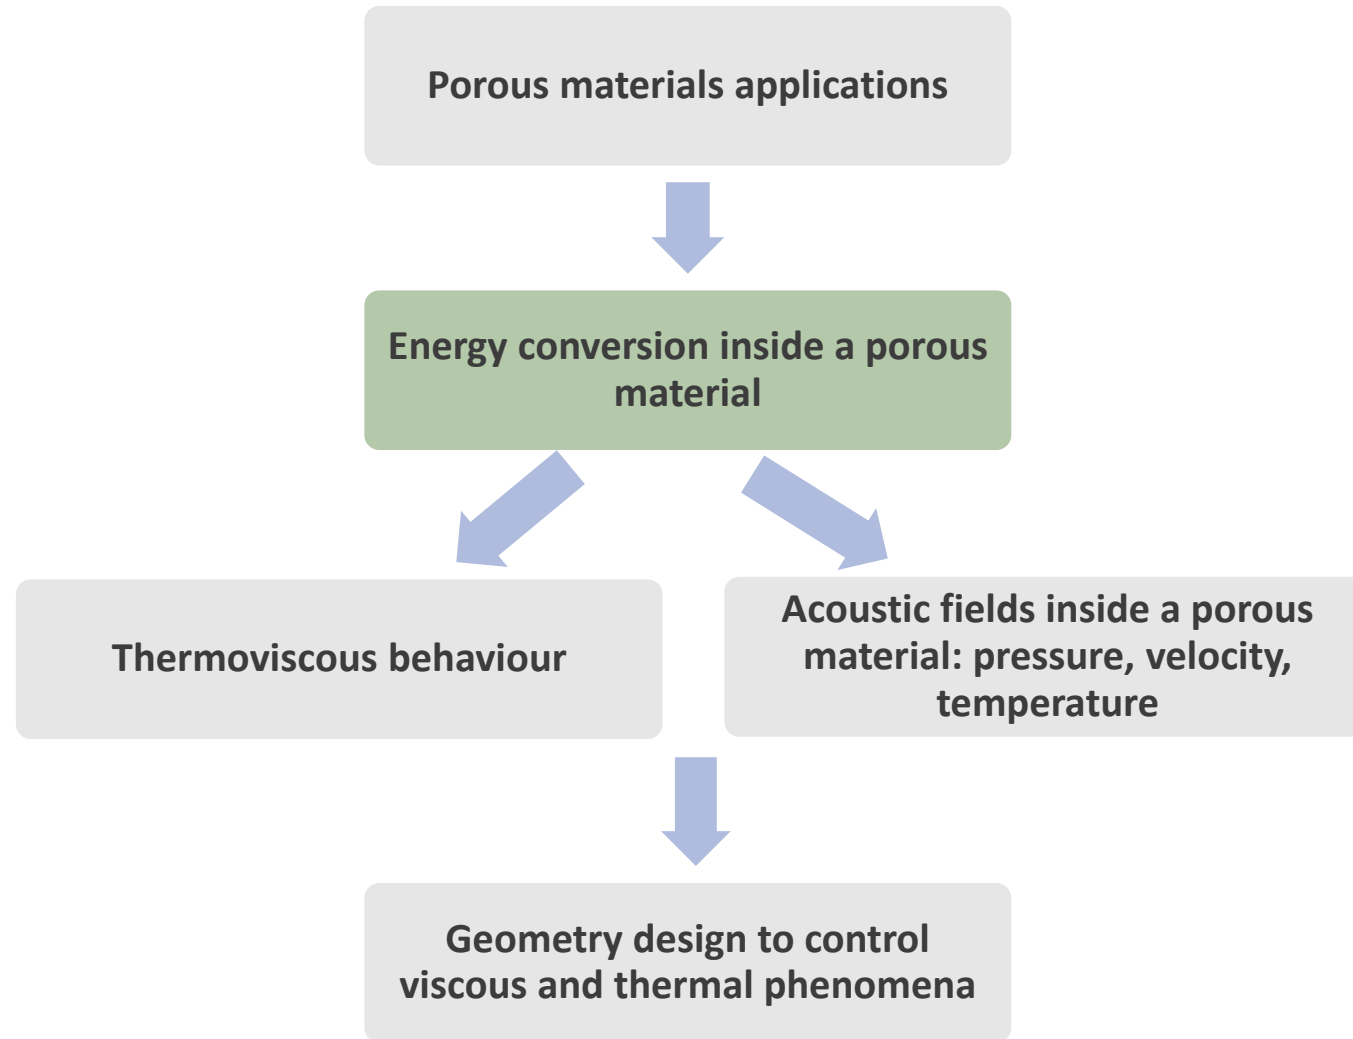 Porous materials applications
Energy conversion inside a porous
material
Thermoviscous behaviour
Acoustic fields inside a porous
material: pressure, velocity,
temperature
Geometry design to control
viscous and thermal phenomena